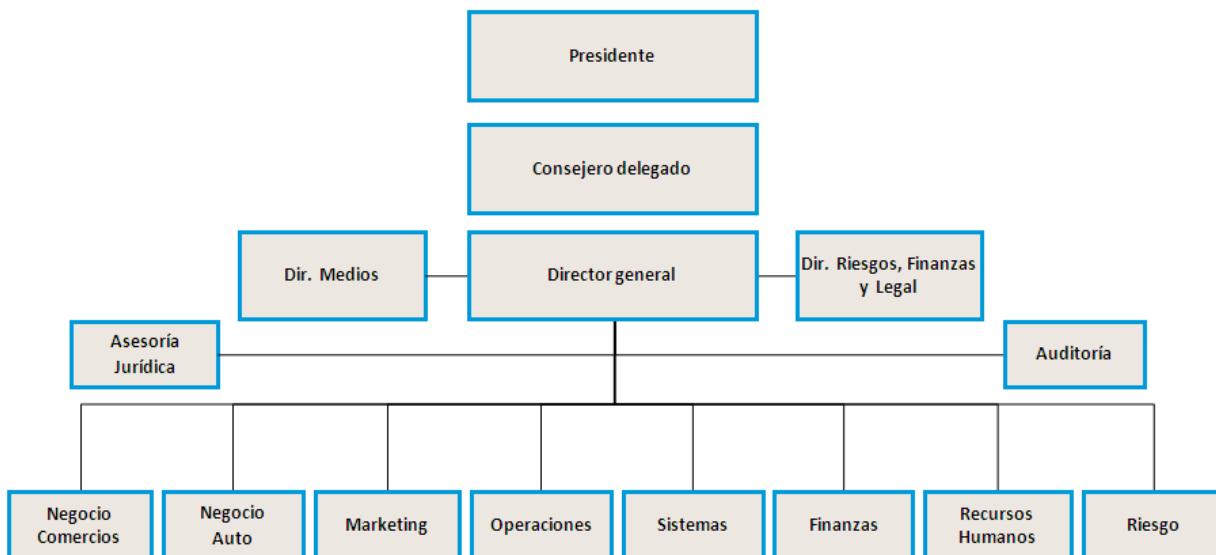 Presidente
Consejero delegado
Dir. Medios
Director general
Dir. Riesgos, Finanzas
y Legal
Asesoría
Jurídica
Auditoría
Negocio
Comercios
Negocio
Auto
Marketing
Operaciones
Sistemas
Finanzas
Recursos
Humanos
Riesgo